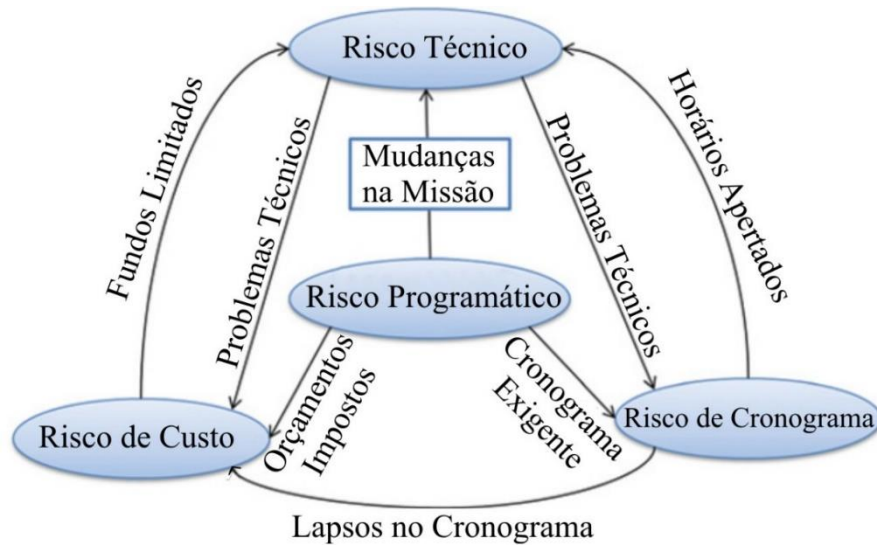 Risco Técnico
Fundos Limitados
Problemas Técnicos
Mudanças
na Missão
Problemas Técnicos
Horários Apertados
Risco Programático
Orçamentos
Impostos
Cronograma
Exigente
Risco de Custo
Risco de Cronograma
Lapsos no Cronograma